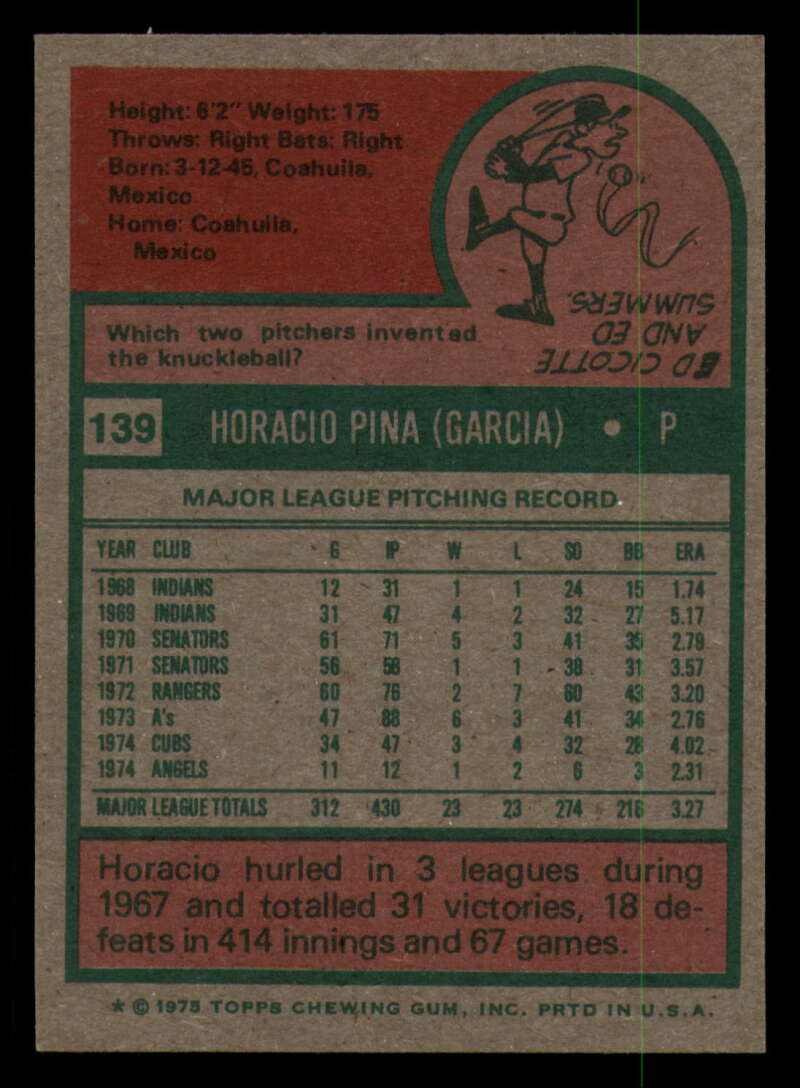 Height: 6'2" Weight: 175
Throws: Right Bats: Right
Born: 3-12-45, Coahuila,
Mexico
Home: Coahuila,
Mexico
Which two pitchers invented
the knuckleball?
ED CICOTTE
AND ED
SUMMERS.
139 HORACIO PINA (GARCIA) • P
MAJOR LEAGUE PITCHING RECORD
YEAR CLUB G IP W L SO BB ERA
1968 INDIANS 12 31 1 1 24 15 1.74
1969 INDIANS 31 47 4 2 32 27 5.17
1970 SENATORS 61 71 5 3 41 35 2.79
1971 SENATORS 56 58 1 1 38 31 3.57
1972 RANGERS 60 76 2 7 60 43 3.20
1973 A's 47 88 6 3 41 34 2.76
1974 CUBS 34 47 3 4 32 28 4.02
1974 ANGELS 11 12 1 2 6 3 2.31
MAJOR LEAGUE TOTALS 312 430 23 23 274 216 3.27
Horacio hurled in 3 leagues during
1967 and totalled 31 victories, 18 de-
feats in 414 innings and 67 games.
* © 1975 TOPPS CHEWING GUM, INC. PRTD IN U.S.A.